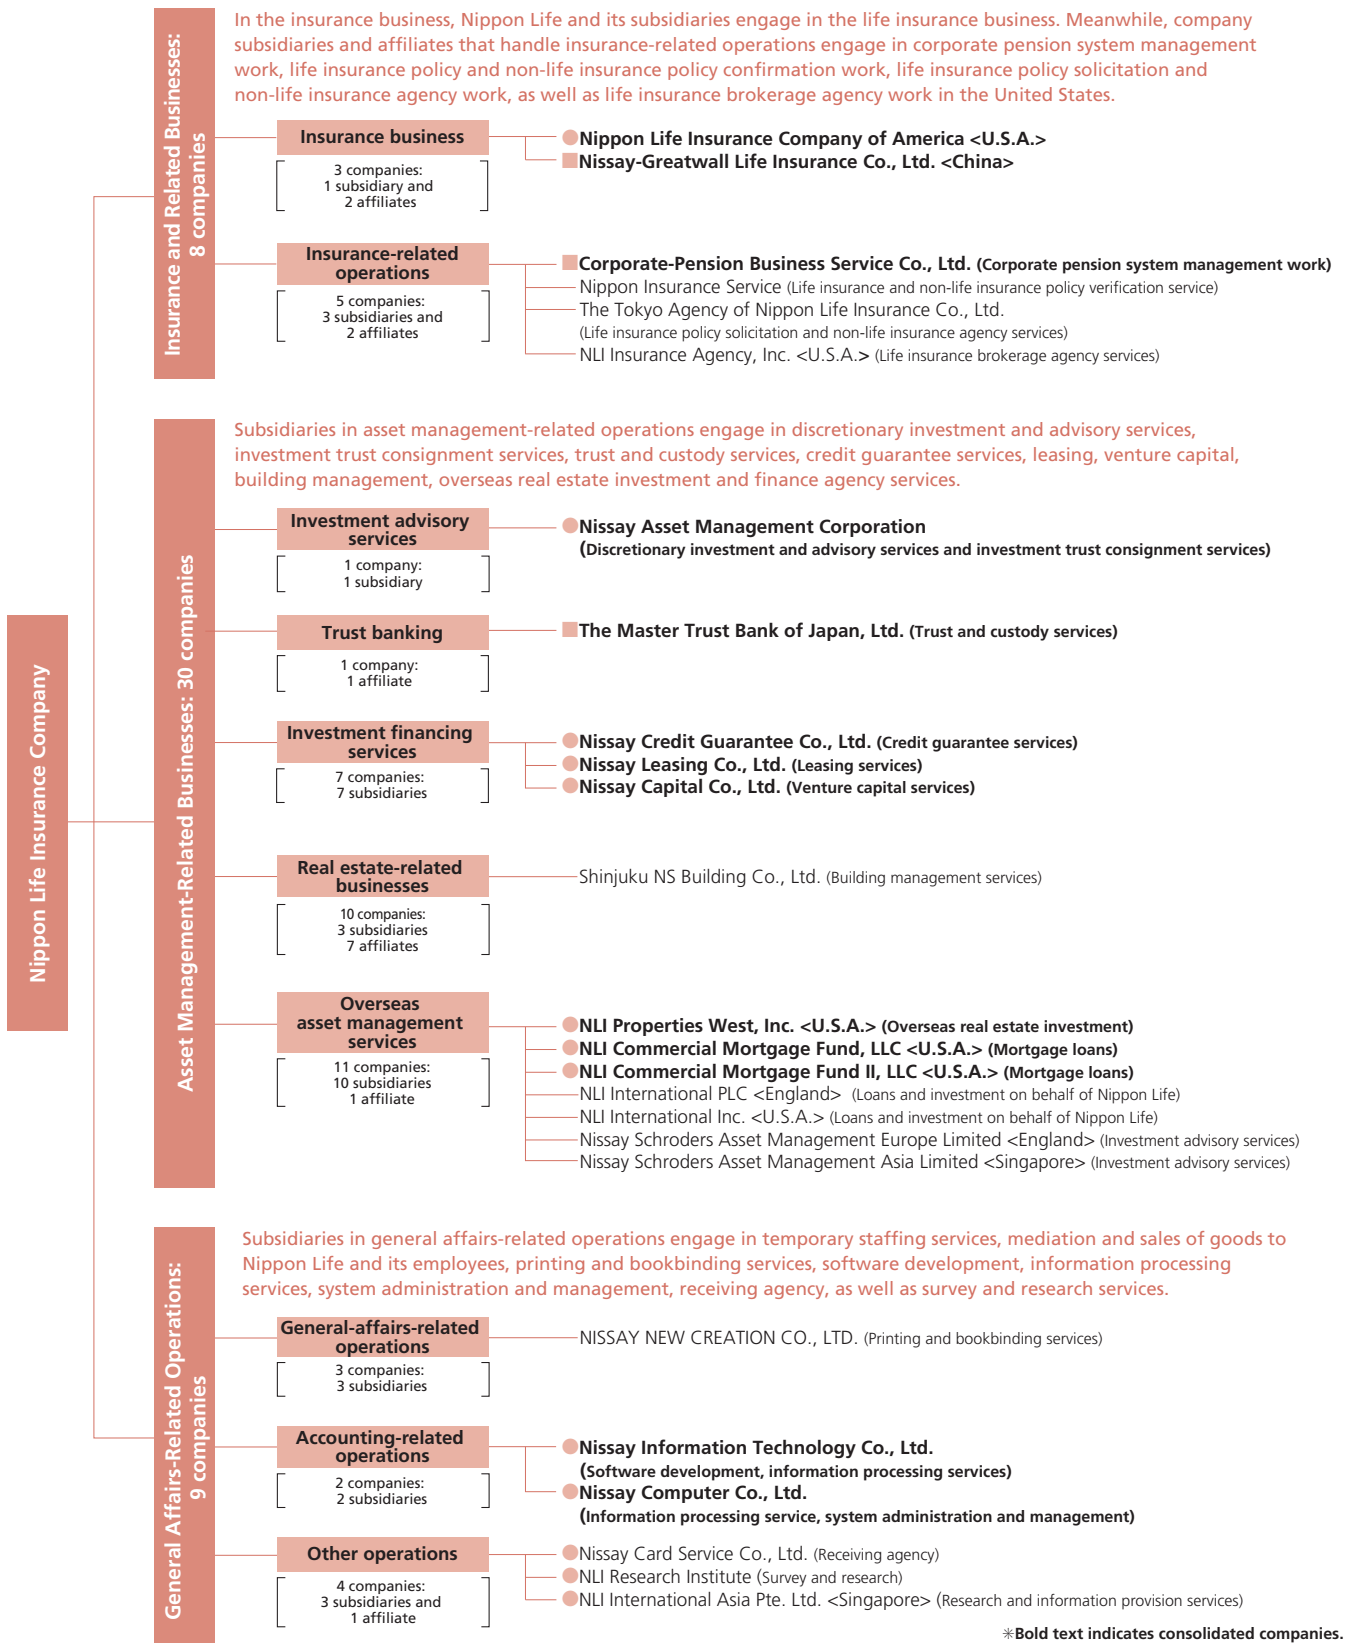 Nippon Life Insurance Company
Insurance and Related Businesses:
8 companies
In the insurance business, Nippon Life and its subsidiaries engage in the life insurance business. Meanwhile, company
subsidiaries and affiliates that handle insurance-related operations engage in corporate pension system management
work, life insurance policy and non-life insurance policy confirmation work, life insurance policy solicitation and
non-life insurance agency work, as well as life insurance brokerage agency work in the United States.
Insurance business
3 companies:
1 subsidiary and
2 affiliates
Nippon Life Insurance Company of America <U.S.A.>
Nissay-Greatwall Life Insurance Co., Ltd. <China>
Insurance-related
operations
5 companies:
3 subsidiaries and
2 affiliates
Corporate-Pension Business Service Co., Ltd. (Corporate pension system management work)
Nippon Insurance Service (Life insurance and non-life insurance policy verification service)
The Tokyo Agency of Nippon Life Insurance Co., Ltd.
(Life insurance policy solicitation and non-life insurance agency services)
NLI Insurance Agency, Inc. <U.S.A.> (Life insurance brokerage agency services)
Asset Management-Related Businesses: 30 companies
Subsidiaries in asset management-related operations engage in discretionary investment and advisory services,
investment trust consignment services, trust and custody services, credit guarantee services, leasing, venture capital,
building management, overseas real estate investment and finance agency services.
Investment advisory
services
1 company:
1 subsidiary
Nissay Asset Management Corporation
(Discretionary investment and advisory services and investment trust consignment services)
Trust banking
1 company:
1 affiliate
The Master Trust Bank of Japan, Ltd. (Trust and custody services)
Investment financing
services
7 companies:
7 subsidiaries
Nissay Credit Guarantee Co., Ltd. (Credit guarantee services)
Nissay Leasing Co., Ltd. (Leasing services)
Nissay Capital Co., Ltd. (Venture capital services)
Real estate-related
businesses
10 companies:
3 subsidiaries
7 affiliates
Shinjuku NS Building Co., Ltd. (Building management services)
Overseas
asset management
services
11 companies:
10 subsidiaries
1 affiliate
NLI Properties West, Inc. <U.S.A.> (Overseas real estate investment)
NLI Commercial Mortgage Fund, LLC <U.S.A.> (Mortgage loans)
NLI Commercial Mortgage Fund II, LLC <U.S.A.> (Mortgage loans)
NLI International PLC <England> (Loans and investment on behalf of Nippon Life)
NLI International Inc. <U.S.A.> (Loans and investment on behalf of Nippon Life)
Nissay Schroders Asset Management Europe Limited <England> (Investment advisory services)
Nissay Schroders Asset Management Asia Limited <Singapore> (Investment advisory services)
General Affairs-Related Operations:
9 companies
Subsidiaries in general affairs-related operations engage in temporary staffing services, mediation and sales of goods to
Nippon Life and its employees, printing and bookbinding services, software development, information processing
services, system administration and management, receiving agency, as well as survey and research services.
General-affairs-related
operations
3 companies:
3 subsidiaries
NISSAY NEW CREATION CO., LTD. (Printing and bookbinding services)
Accounting-related
operations
2 companies:
2 subsidiaries
Nissay Information Technology Co., Ltd.
(Software development, information processing services)
Nissay Computer Co., Ltd.
(Information processing service, system administration and management)
Other operations
4 companies:
3 subsidiaries and
1 affiliate
Nissay Card Service Co., Ltd. (Receiving agency)
NLI Research Institute (Survey and research)
NLI International Asia Pte. Ltd. <Singapore> (Research and information provision services)
✳Bold text indicates consolidated companies.